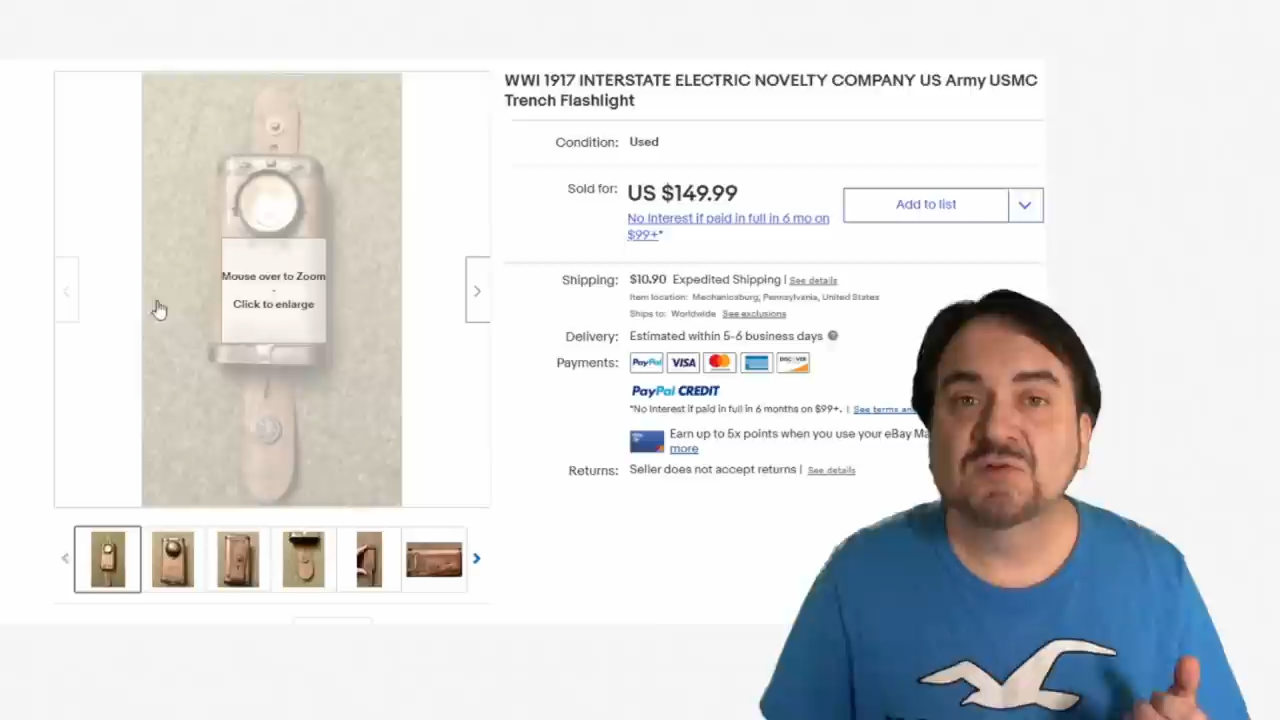 WWI 1917 INTERSTATE ELECTRIC NOVELTY COMPANY US Army USMC
Trench Flashlight
Condition: Used
Sold for: US $149.99
Add to list
No Interest if paid in full in 6 mo on
$99+*
Mouse over to Zoom
-
Click to enlarge
Shipping: $10.90 Expedited Shipping | See details
Item location: Mechanicsburg, Pennsylvania, United States
Ships to: Worldwide See exclusions
Delivery: Estimated within 5-6 business days
Payments: PayPal VISA DISCOVER
PayPal CREDIT
*No Interest if paid in full in 6 months on $99+. | See terms
Earn up to 5x points when you use your eBay
more
Returns: Seller does not accept returns | See details